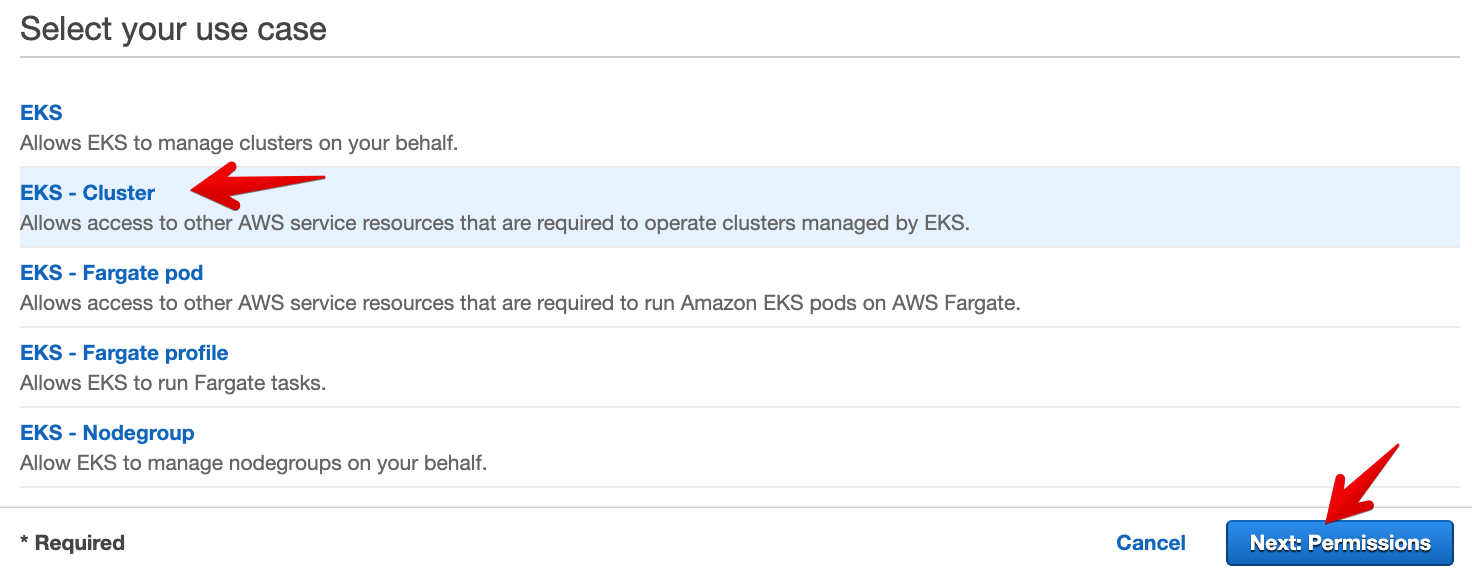 Select your use case
EKS
Allows EKS to manage clusters on your behalf.
EKS - Cluster
Allows access to other AWS service resources that are required to operate clusters managed by EKS.
EKS - Fargate pod
Allows access to other AWS service resources that are required to run Amazon EKS pods on AWS Fargate.
EKS - Fargate profile
Allows EKS to run Fargate tasks.
EKS - Nodegroup
Allow EKS to manage nodegroups on your behalf.
* Required
Cancel
Next: Permissions